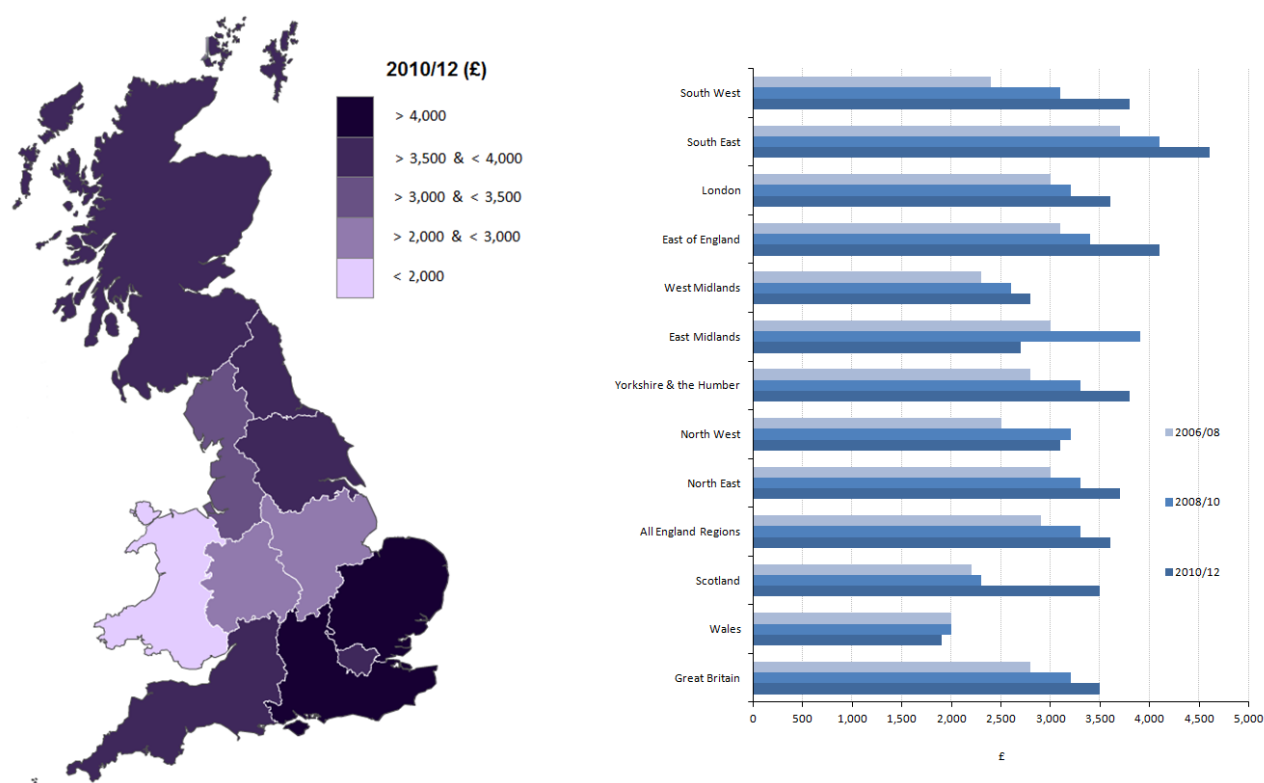 2010/12 (£)
> 4,000
> 3,500 & < 4,000
> 3,000 & < 3,500
> 2,000 & < 3,000
< 2,000
South West
South East
London
East of England
West Midlands
East Midlands
Yorkshire & the Humber
North West
North East
All England Regions
Scotland
Wales
Great Britain
2006/08
2008/10
2010/12
0 500 1,000 1,500 2,000 2,500 3,000 3,500 4,000 4,500 5,000
£